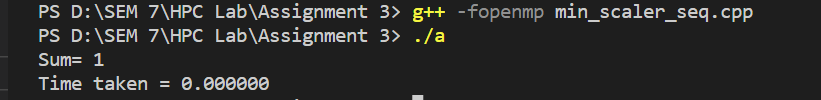 PS D:\SEM 7\HPC Lab\Assignment 3> g++ -fopenmp min_scaler_seq.cpp
PS D:\SEM 7\HPC Lab\Assignment 3> ./a
Sum= 1
Time taken = 0.000000